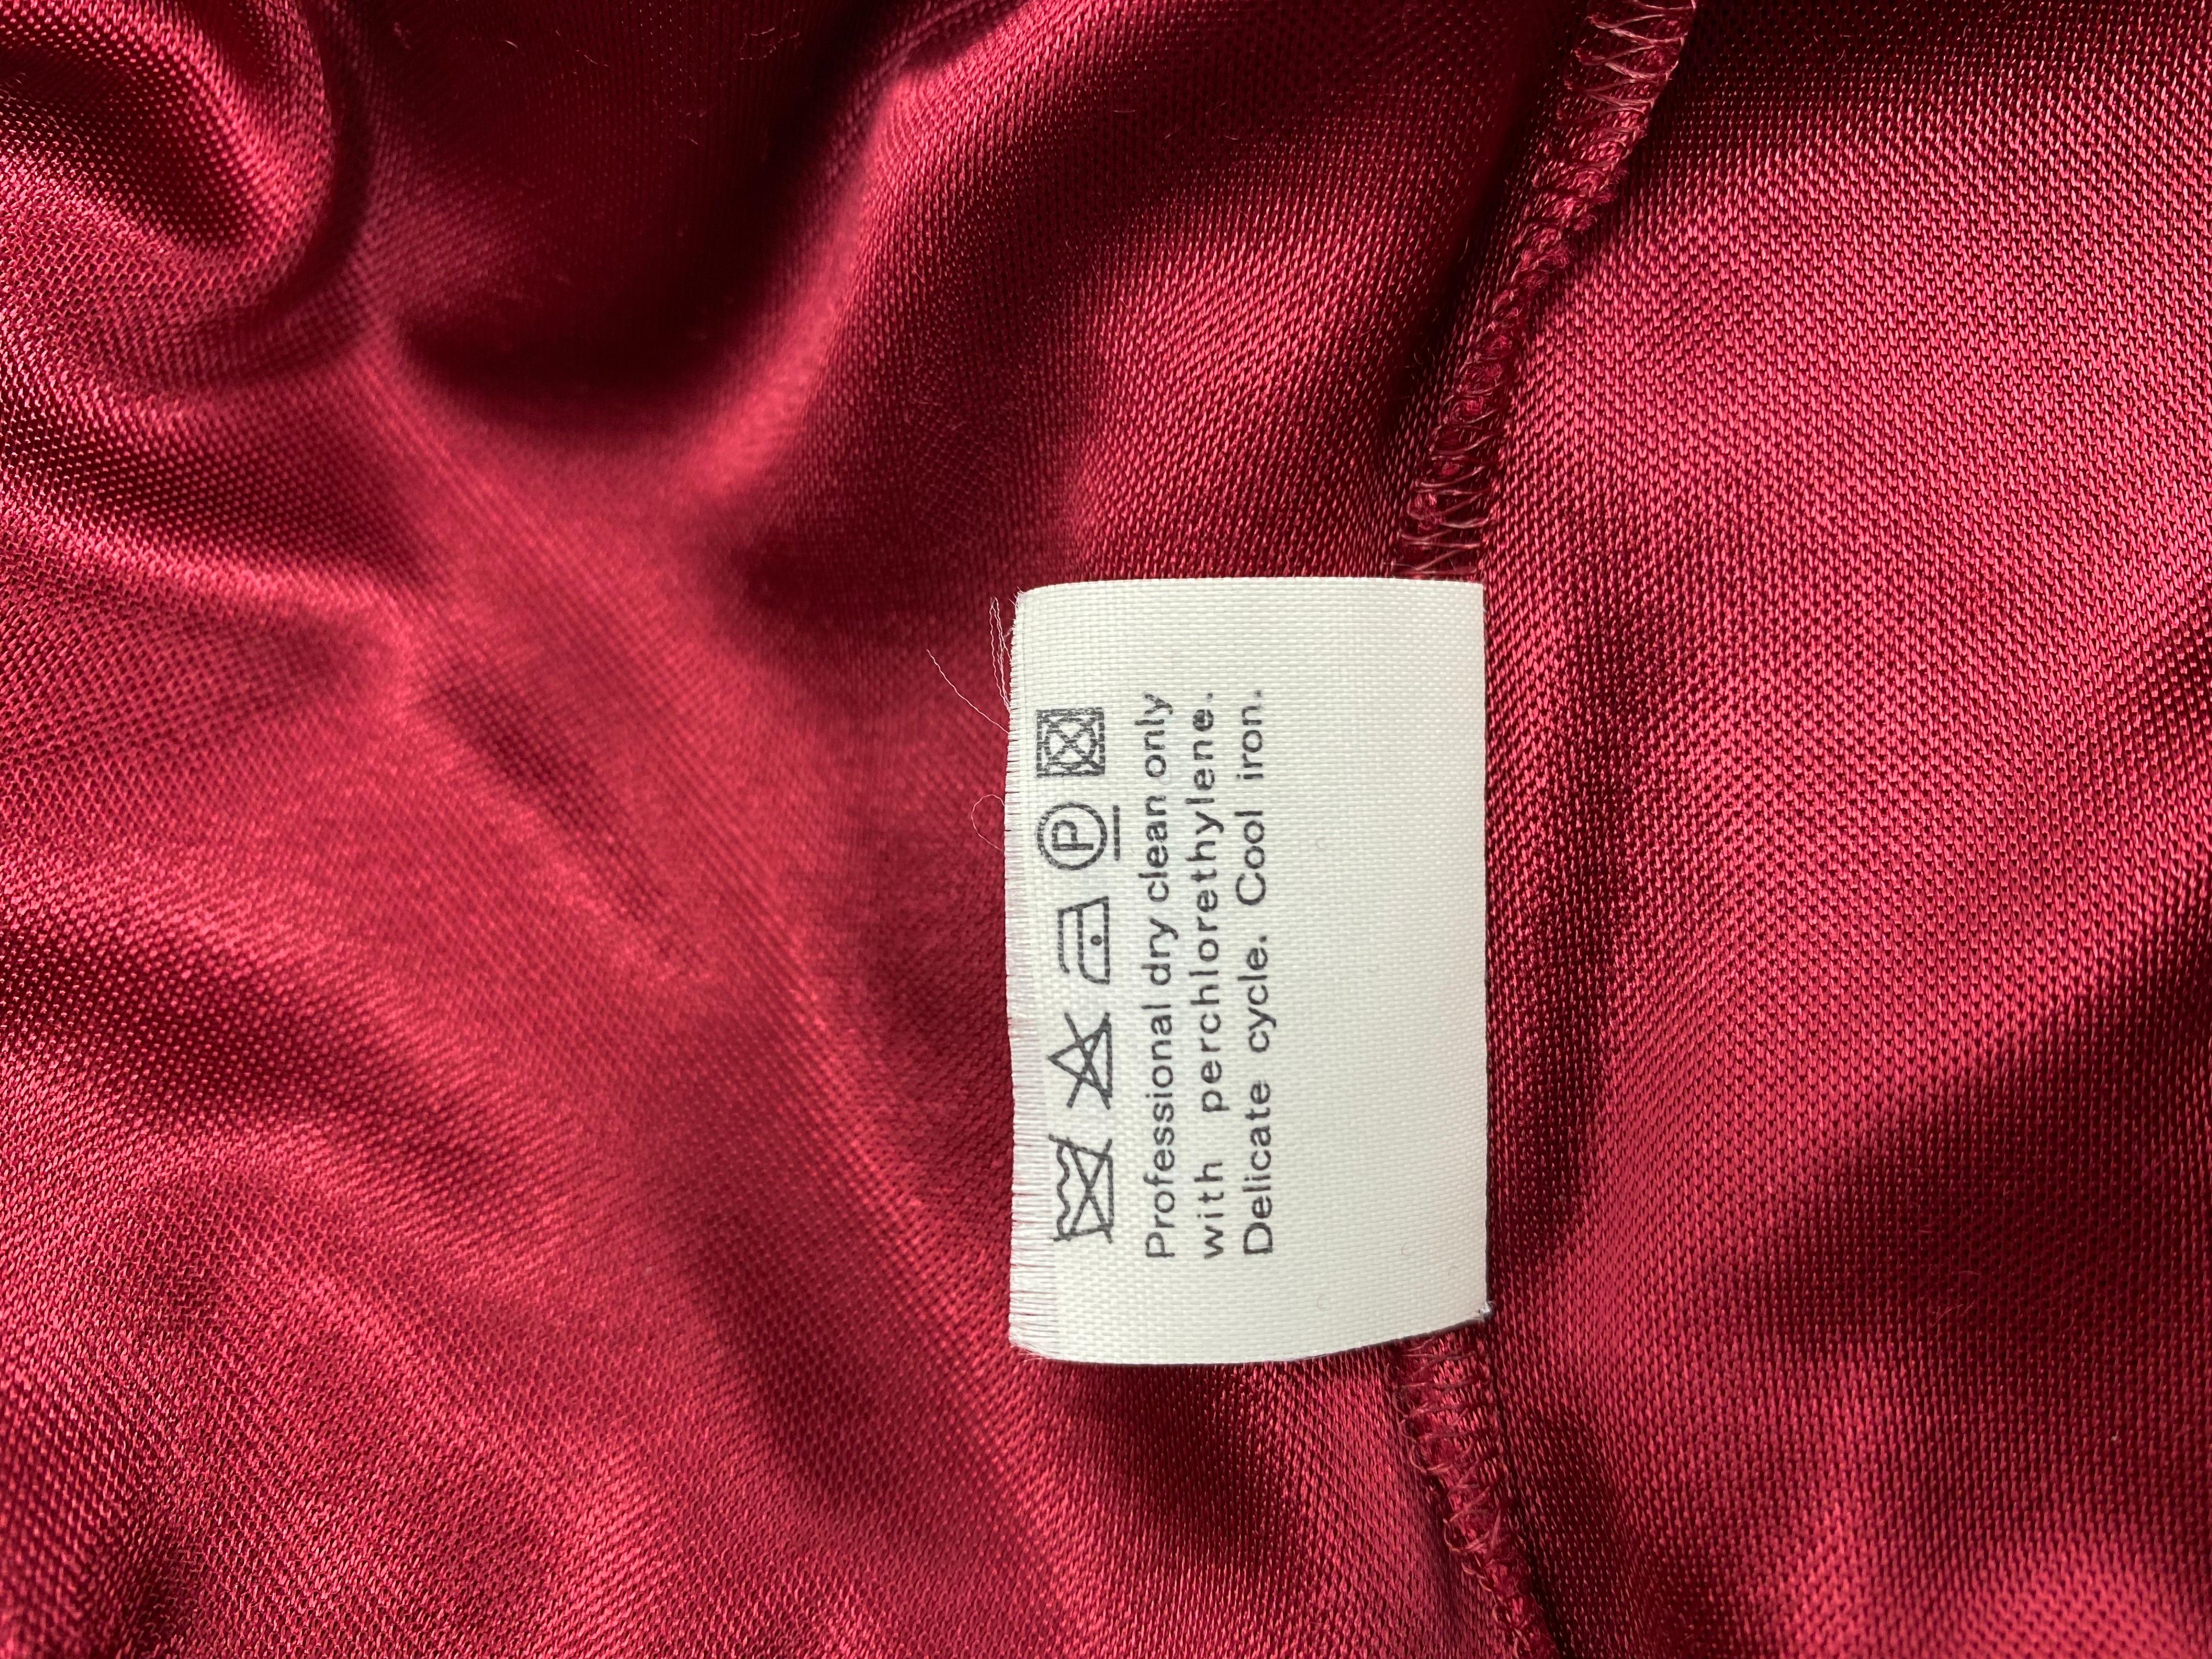 P
Professional dry clean only
with perchlorethylene.
Delicate cycle. Cool iron.